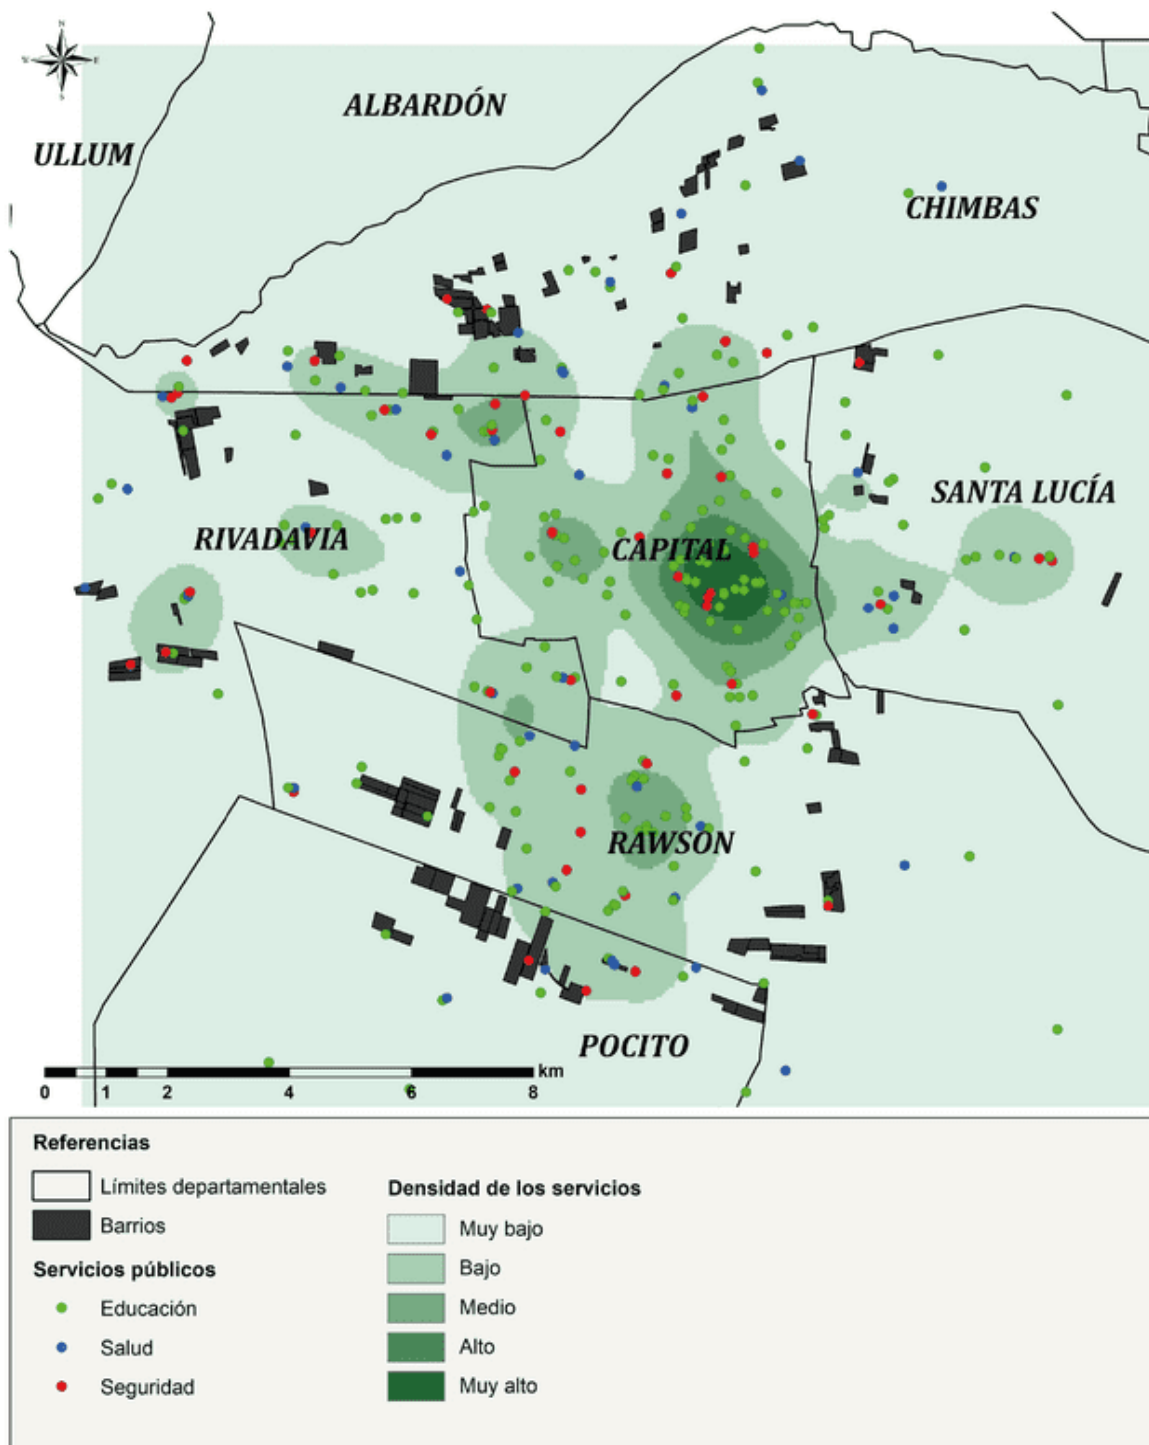 N
W
E
S
ALBARDÓN
ULLUM
CHIMBAS
SANTA LUCÍA
RIVADAVIA
CAPITAL
RAWSON
POCITO
km
0 1 2 4 6 8
Referencias
Límites departamentales
Barrios
Servicios públicos
Educación
Salud
Seguridad
Densidad de los servicios
Muy bajo
Bajo
Medio
Alto
Muy alto